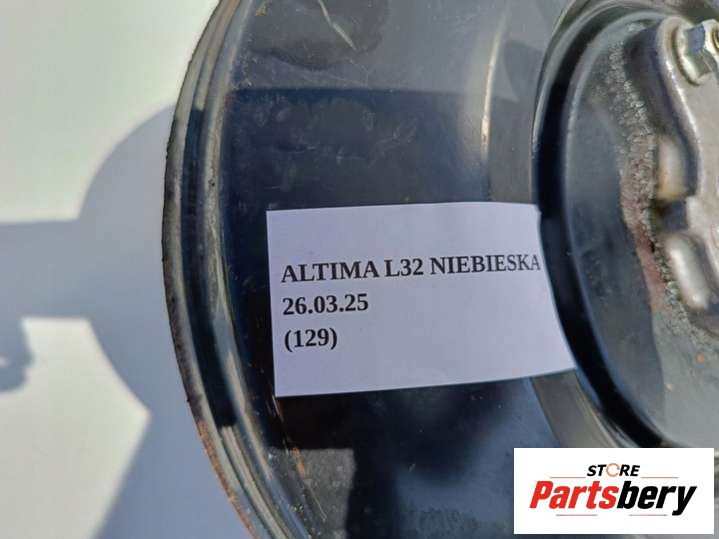 ALTIMA L32 NIEBIESKA
26.03.25
(129)
STORE
Partsbery